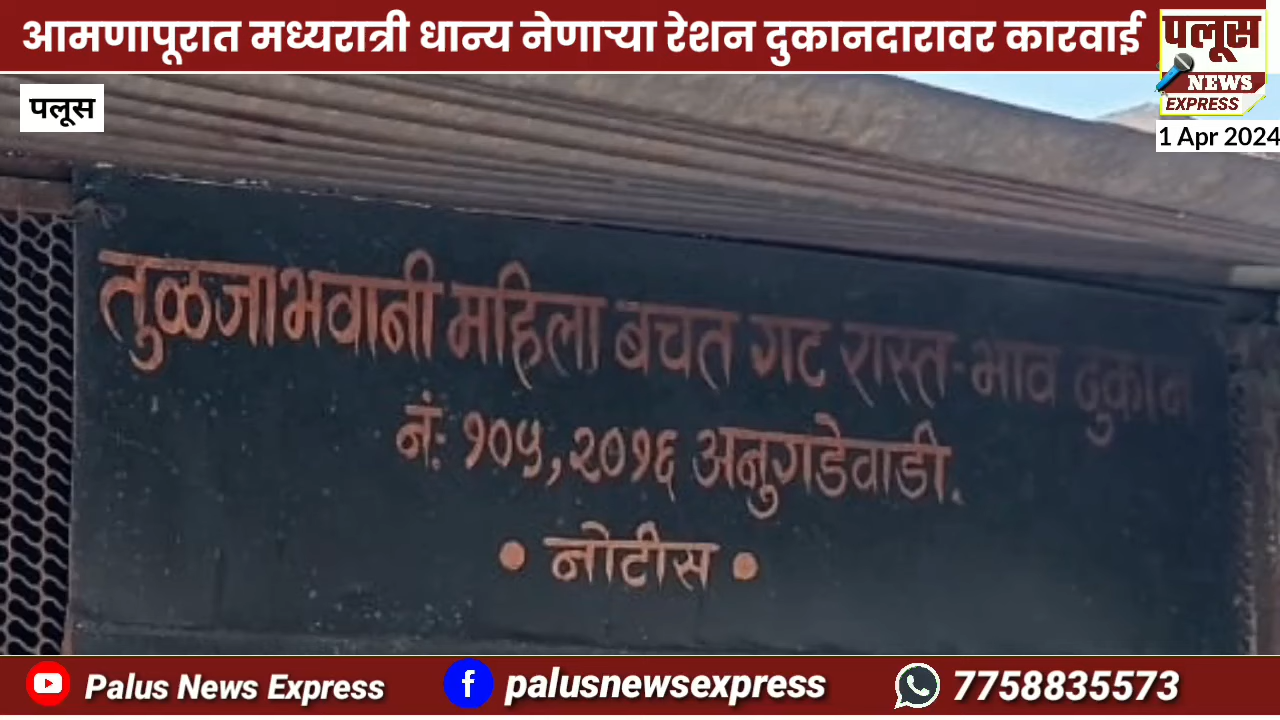 आमणापूरात मध्यरात्री धान्य नेणाऱ्या रेशन दुकानदारावर कारवाई
पलूस
NEWS
EXPRESS
1 Apr 2024
पलूस
तुळजाभवानी महिला बचत गट रास्त-भाव दुकान
नं: १०५,२०१६ अनुगडेवाडी.
• नोटीस •
Palus News Express
palusnewsexpress
7758835573